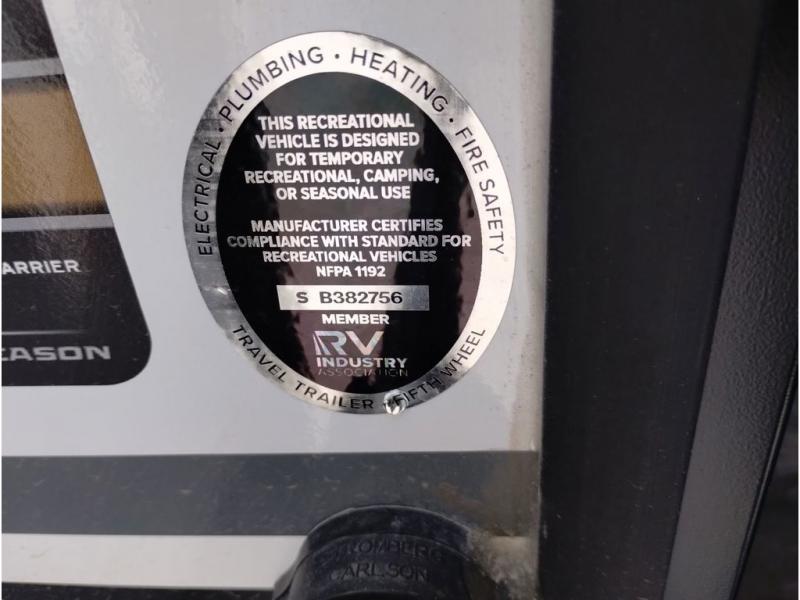 ELECTRICAL · PLUMBING · HEATING · FIRE SAFETY
THIS RECREATIONAL
VEHICLE IS DESIGNED
FOR TEMPORARY
RECREATIONAL, CAMPING,
OR SEASONAL USE
MANUFACTURER CERTIFIES
COMPLIANCE WITH STANDARD FOR
RECREATIONAL VEHICLES
NFPA 1192
S B382756
MEMBER
RV
INDUSTRY
ASSOCIATION
TRAVEL TRAILER · FIFTH WHEEL
ARRIER
EASON
TROMBERG
CARLSON